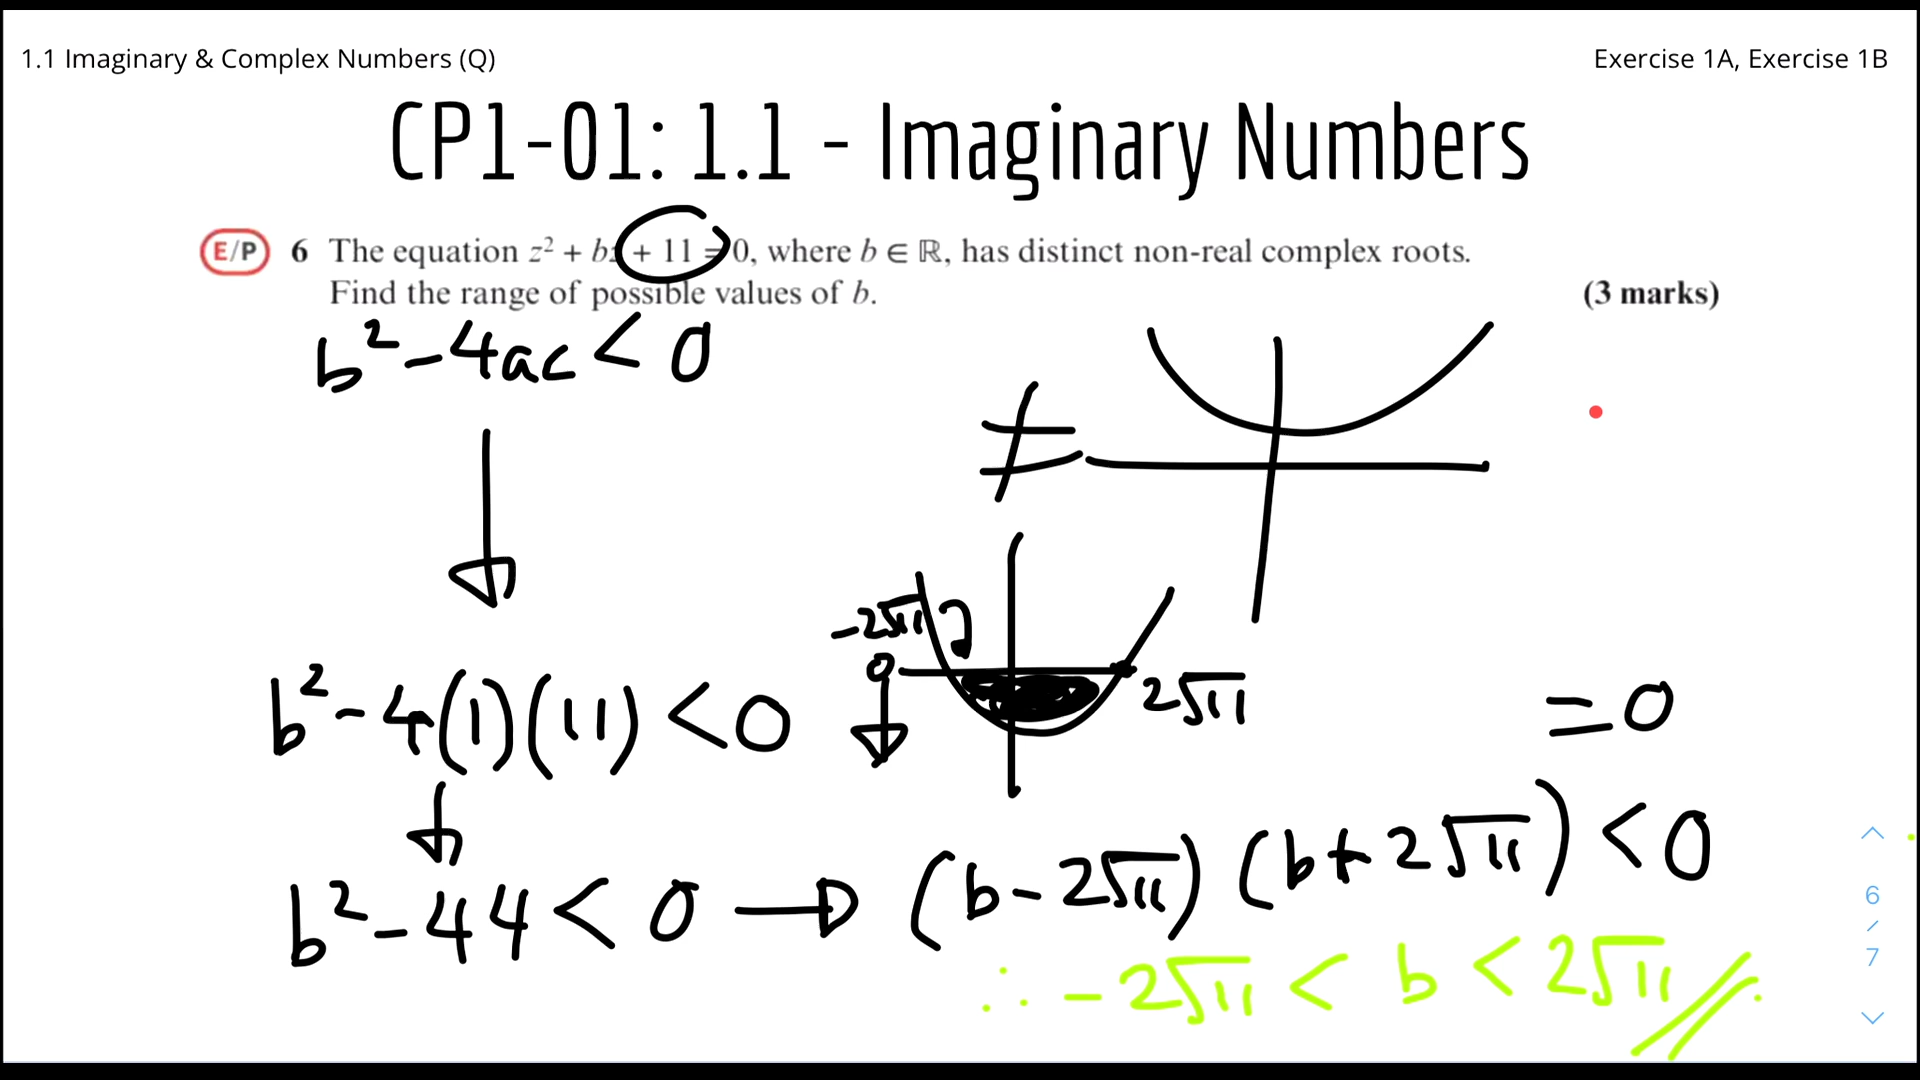 1.1 Imaginary & Complex Numbers (Q)
Exercise 1A, Exercise 1B
CP1-01: 1.1 - Imaginary Numbers
E/P 6 The equation z² + bz + 11 = 0, where b ∈ ℝ, has distinct non-real complex roots.
Find the range of possible values of b.
(3 marks)
b² - 4ac < 0
≠
-2√11
0
2√11
b² - 4(1)(11) < 0
= 0
b² - 44 < 0 → (b - 2√11) (b + 2√11) < 0
∴ -2√11 < b < 2√11
6
/
7